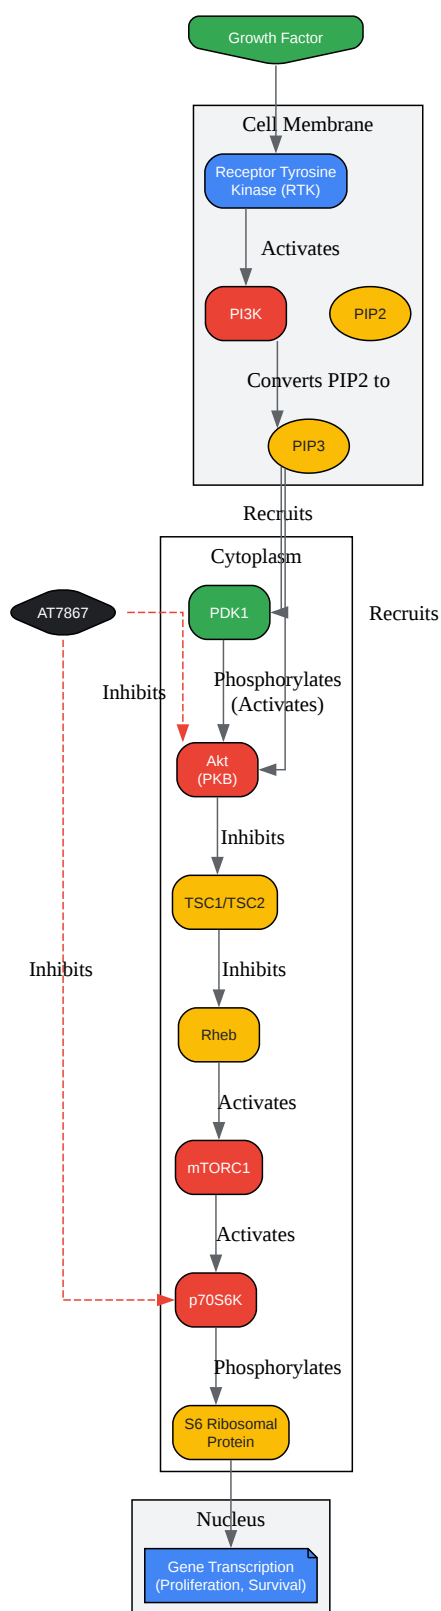 Growth Factor
Cell Membrane
Receptor Tyrosine
Kinase (RTK)
Activates
PI3K
PIP2
Converts PIP2 to
PIP3
Recruits
Cytoplasm
AT7867
PDK1
Recruits
Phosphorylates
(Activates)
Inhibits
Akt
(PKB)
Inhibits
TSC1/TSC2
Inhibits
Inhibits
Rheb
Activates
mTORC1
Activates
p70S6K
Phosphorylates
S6 Ribosomal
Protein
Nucleus
Gene Transcription
(Proliferation, Survival)